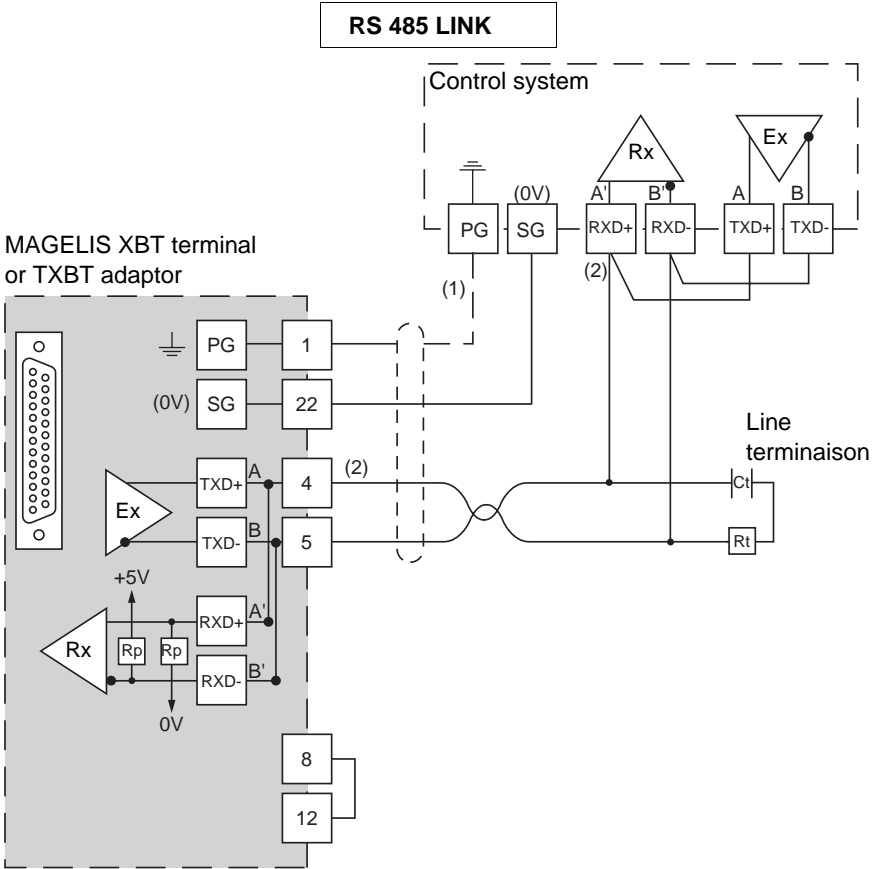 RS 485 LINK
Control system
Rx
Ex
(0V)
A'
B'
A
B
PG
SG
RXD+
RXD-
TXD+
TXD-
(1)
(2)
MAGELIS XBT terminal
or TXBT adaptor
PG
1
(0V)
SG
22
Line
terminaison
Ex
TXD+
A
4
(2)
Ct
TXD-
B
5
Rt
+5V
Rx
Rp
Rp
RXD+
A'
RXD-
B'
0V
8
12